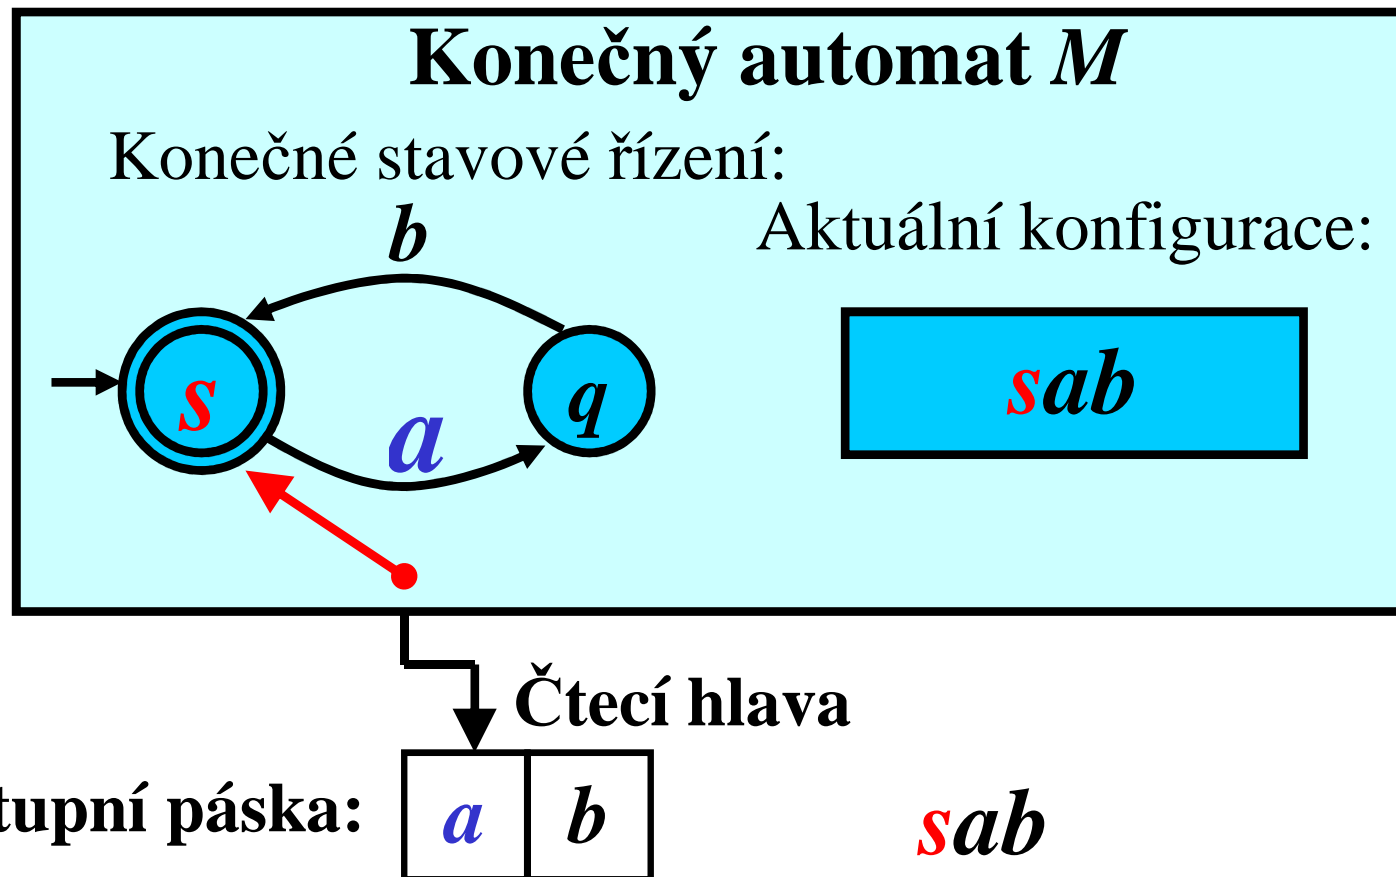 Konečný automat M
Konečné stavové řízení:
Aktuální konfigurace:
b
s
a
q
sab
Čtecí hlava
tupní páska:
a b
sab